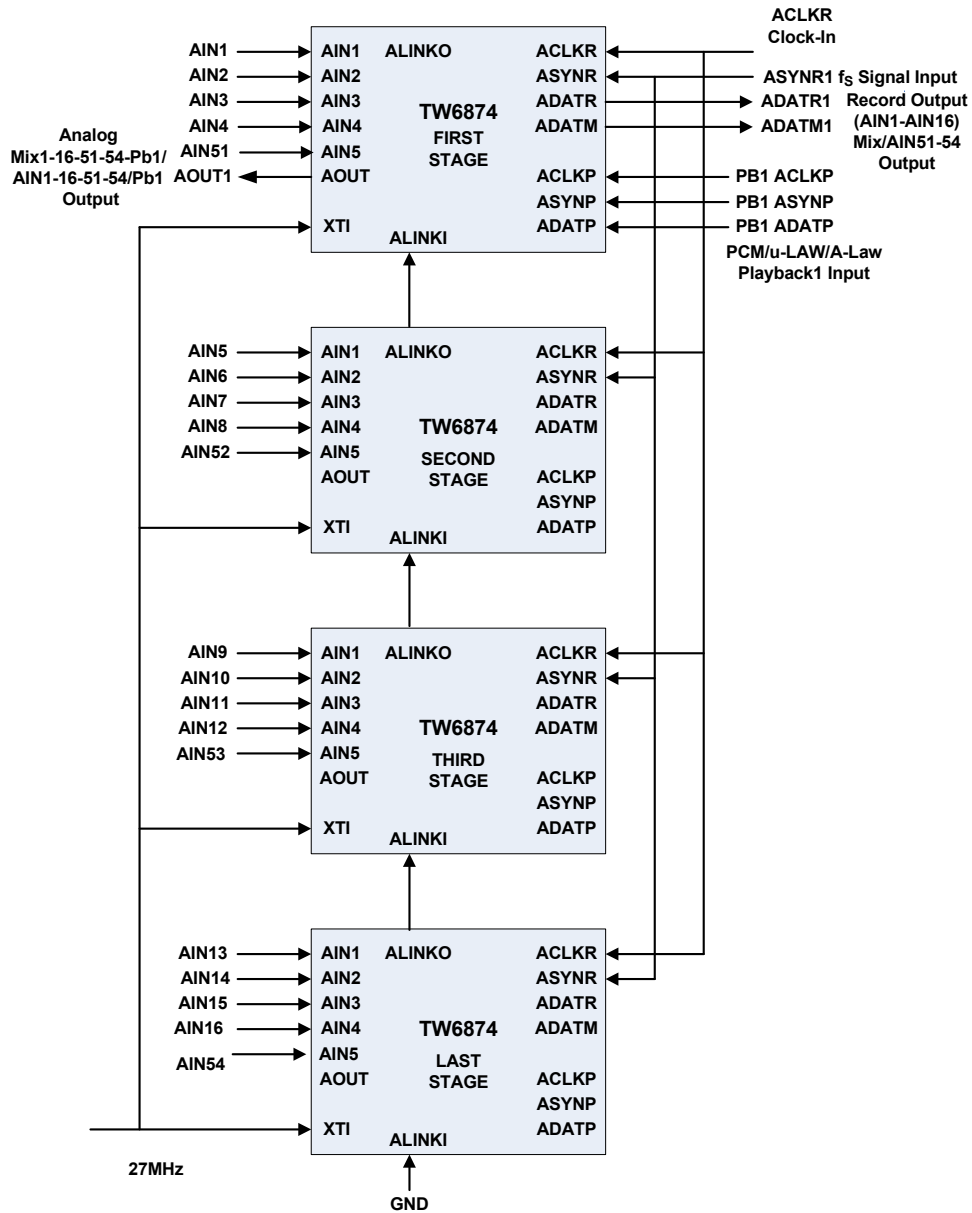 ACLKR
Clock-In
AIN1 AIN1 ALINKO ACLKR
AIN2 AIN2 ASYNR ASYNR1 fS Signal Input
AIN3 AIN3 TW6874 ADATR ADATR1 Record Output
AIN4 AIN4 FIRST ADATM ADATM1 (AIN1-AIN16)
Analog AIN51 AIN5 STAGE Mix/AIN51-54
Mix1-16-51-54-Pb1/ Output
AIN1-16-51-54/Pb1 AOUT1 AOUT ACLKP PB1 ACLKP
Output ASYNP PB1 ASYNP
XTI ADATP PB1 ADATP
ALINKI
PCM/u-LAW/A-Law
Playback1 Input
AIN5 AIN1 ALINKO ACLKR
AIN6 AIN2 ASYNR
AIN7 AIN3 ADATR
AIN8 AIN4 TW6874 ADATM
AIN52 AIN5 SECOND
AOUT STAGE ACLKP
ASYNP
XTI ADATP
ALINKI
AIN9 AIN1 ALINKO ACLKR
AIN10 AIN2 ASYNR
AIN11 AIN3 ADATR
AIN12 AIN4 TW6874 ADATM
AIN53 AIN5 THIRD
AOUT STAGE ACLKP
ASYNP
XTI ADATP
ALINKI
AIN13 AIN1 ALINKO ACLKR
AIN14 AIN2 ASYNR
AIN15 AIN3 ADATR
AIN16 AIN4 TW6874 ADATM
AIN54 AIN5 LAST
AOUT STAGE ACLKP
ASYNP
XTI ADATP
ALINKI
27MHz
GND